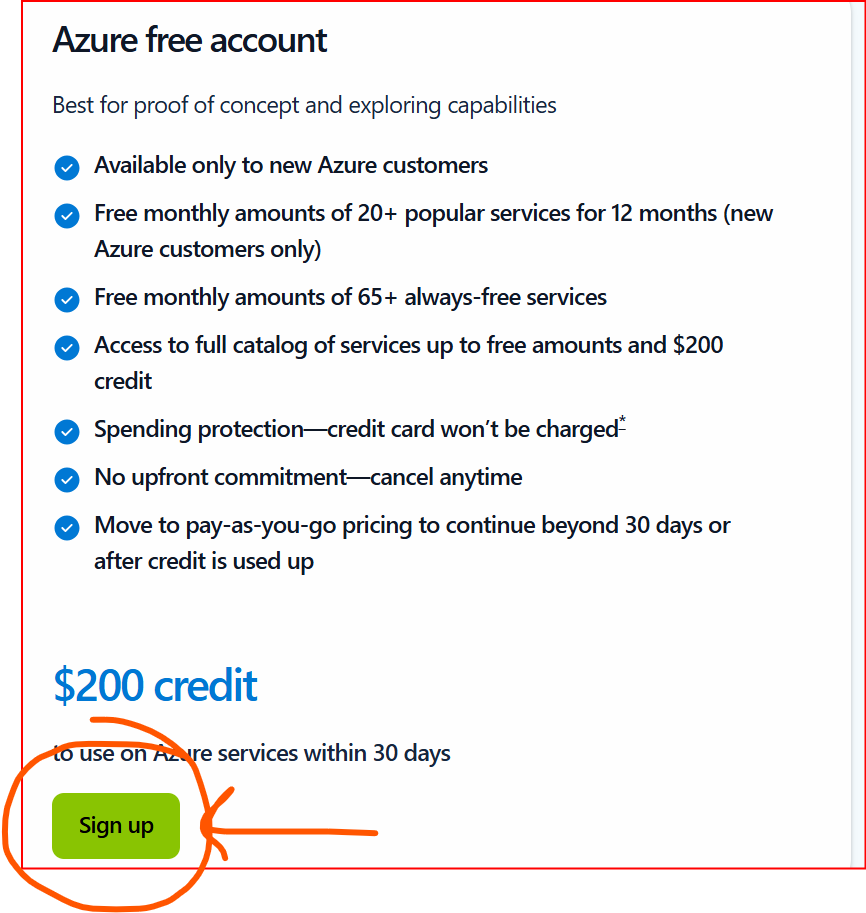 Azure free account
Best for proof of concept and exploring capabilities
Available only to new Azure customers
Free monthly amounts of 20+ popular services for 12 months (new
Azure customers only)
Free monthly amounts of 65+ always-free services
Access to full catalog of services up to free amounts and $200
credit
Spending protection—credit card won’t be charged*
No upfront commitment—cancel anytime
Move to pay-as-you-go pricing to continue beyond 30 days or
after credit is used up
$200 credit
to use on Azure services within 30 days
Sign up